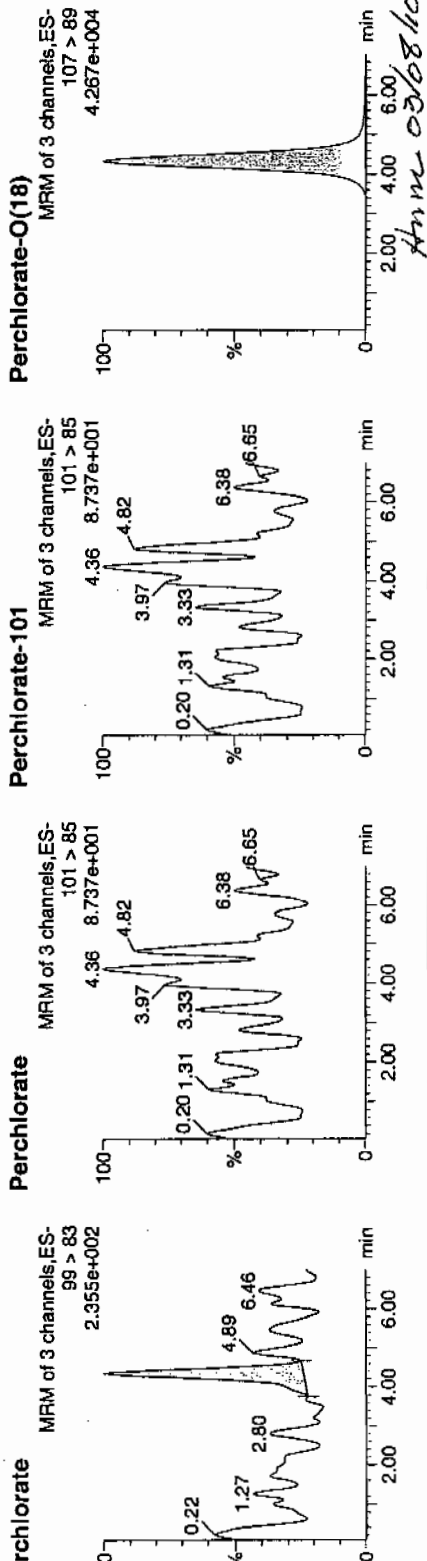 rchlorate
MRM of 3 channels,ES-
99 > 83
2.355e+002
0.22
1.27
2.80
4.89
6.46
%
0
2.00
4.00
6.00
min
Perchlorate
MRM of 3 channels,ES-
101 > 85
8.737e+001
100
4.36
4.82
3.97
3.33
0.20
1.31
6.38
6.65
%
0
2.00
4.00
6.00
min
Perchlorate-101
MRM of 3 channels,ES-
101 > 85
8.737e+001
100
4.36
4.82
3.97
3.33
0.20
1.31
6.38
6.65
%
0
2.00
4.00
6.00
min
Perchlorate-O(18)
MRM of 3 channels,ES-
107 > 89
4.267e+004
100
%
0
2.00
4.00
6.00
min